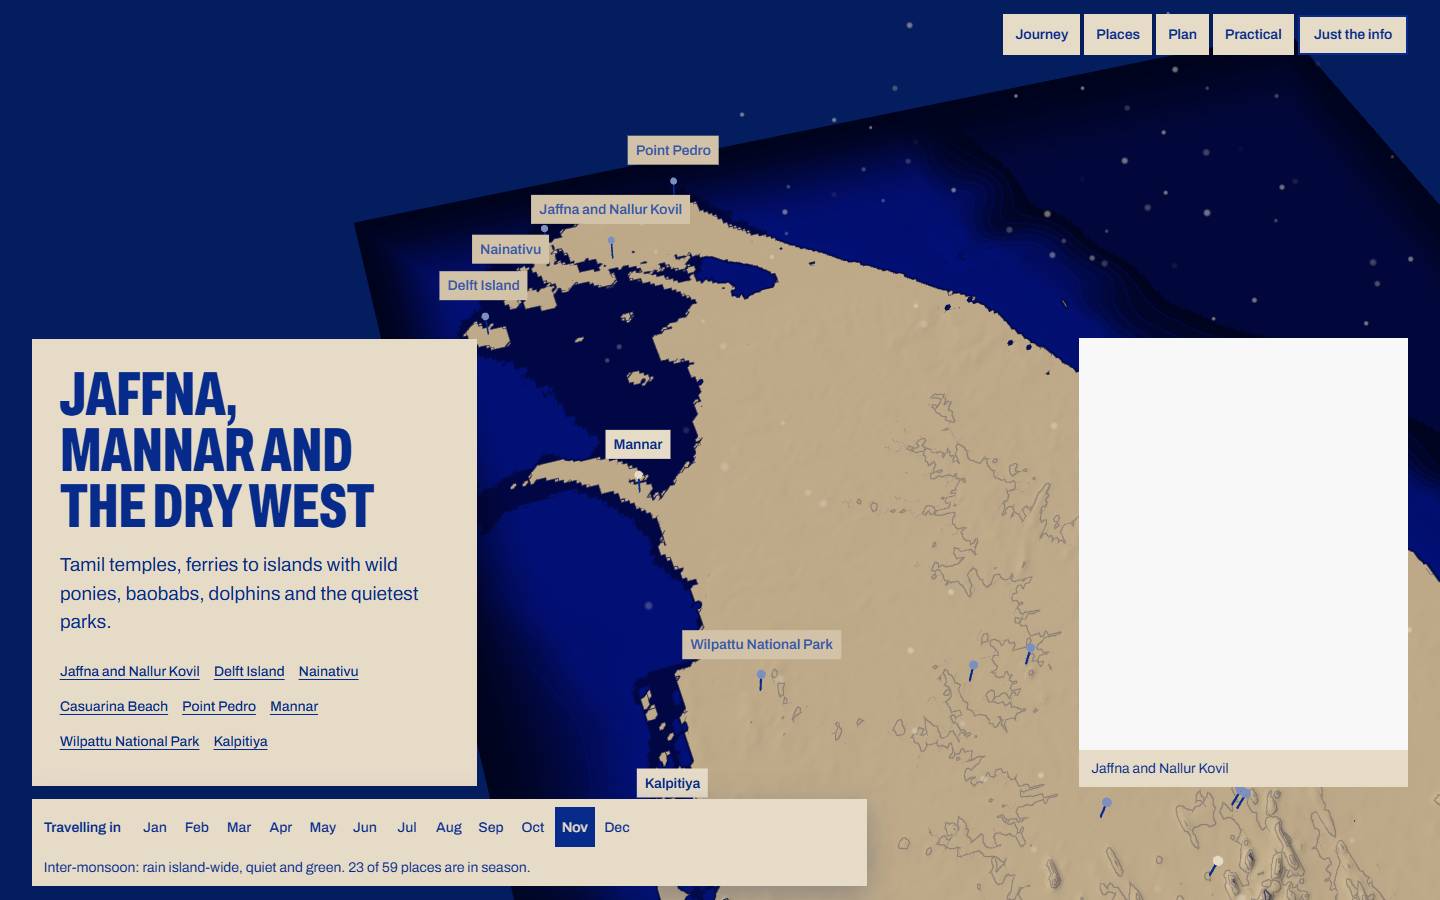 Journey
Places
Plan
Practical
Just the info
Point Pedro
Jaffna and Nallur Kovil
Nainativu
Delft Island
JAFFNA,
MANNAR AND
THE DRY WEST
Tamil temples, ferries to islands with wild
ponies, baobabs, dolphins and the quietest
parks.
Jaffna and Nallur Kovil Delft Island Nainativu
Casuarina Beach Point Pedro Mannar
Wilpattu National Park Kalpitiya
Mannar
Wilpattu National Park
Kalpitiya
Jaffna and Nallur Kovil
Travelling in Jan Feb Mar Apr May Jun Jul Aug Sep Oct Nov Dec
Inter-monsoon: rain island-wide, quiet and green. 23 of 59 places are in season.